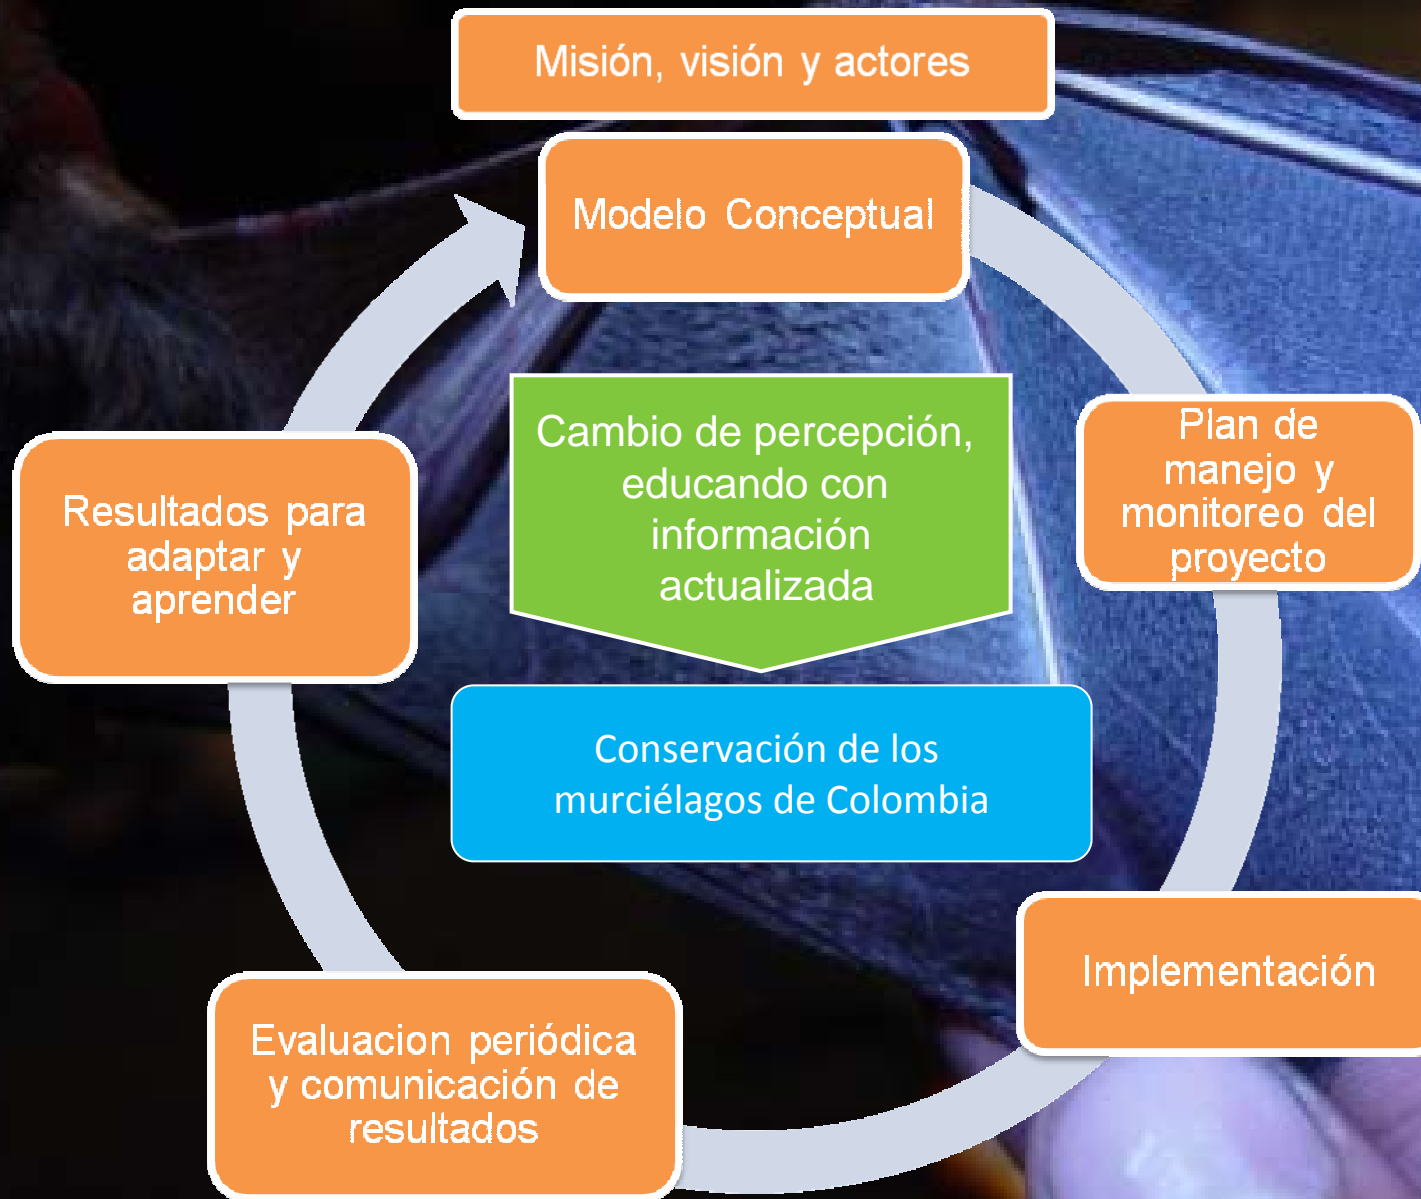 Misión, visión y actores
Modelo Conceptual
Plan de
manejo y
monitoreo del
proyecto
Implementación
Evaluacion periódica
y comunicación de
resultados
Resultados para
adaptar y
aprender
Cambio de percepción,
educando con
información
actualizada
Conservación de los
murciélagos de Colombia